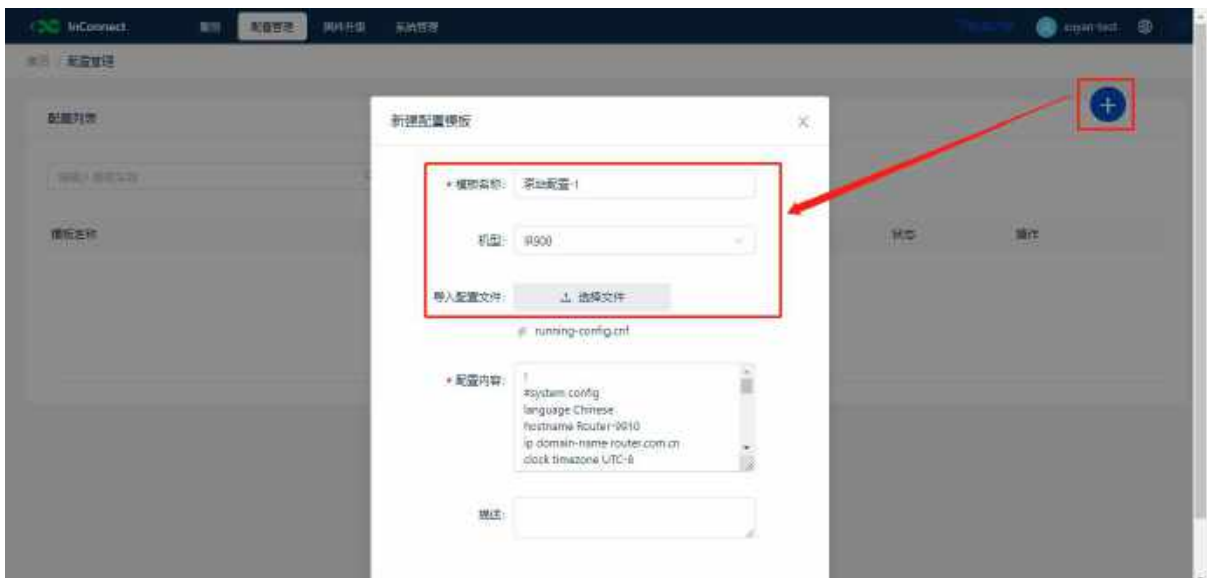 InConnect 配置管理 固件升级 系统管理
首页 / 配置管理
配置列表
新建配置模板
* 模板名称: 系统配置-1
模板名称 机型: IR900 状态 操作
导入配置文件: 选择文件
running-config.cnf
* 配置内容: !
#system config
language Chinese
hostname Router-9910
ip domain-name router.com.cn
clock timezone UTC-8
描述: